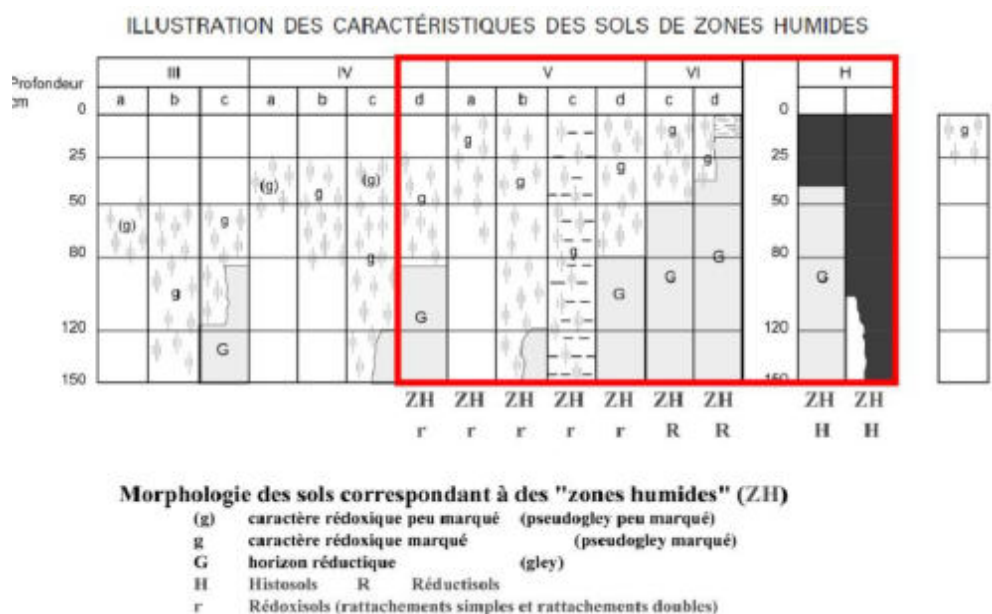 ILLUSTRATION DES CARACTÉRISTIQUES DES SOLS DE ZONES HUMIDES
III IV V VI H
Profondeur
cm
a b c a b c d a b c d c d
0 0
g g g g
25 25
(g) g (g) g g g g
50 50
(g) g g
80 g g G 80
g G G G G
120 G 120
G
150 150
ZH ZH ZH ZH ZH ZH ZH ZH ZH
r r r r r R R H H
Morphologie des sols correspondant à des "zones humides" (ZH)
(g) caractère rédoxique peu marqué (pseudogley peu marqué)
g caractère rédoxique marqué (pseudogley marqué)
G horizon réductique (gley)
H Histosols R Réductisols
r Rédoxisols (rattachements simples et rattachements doubles)